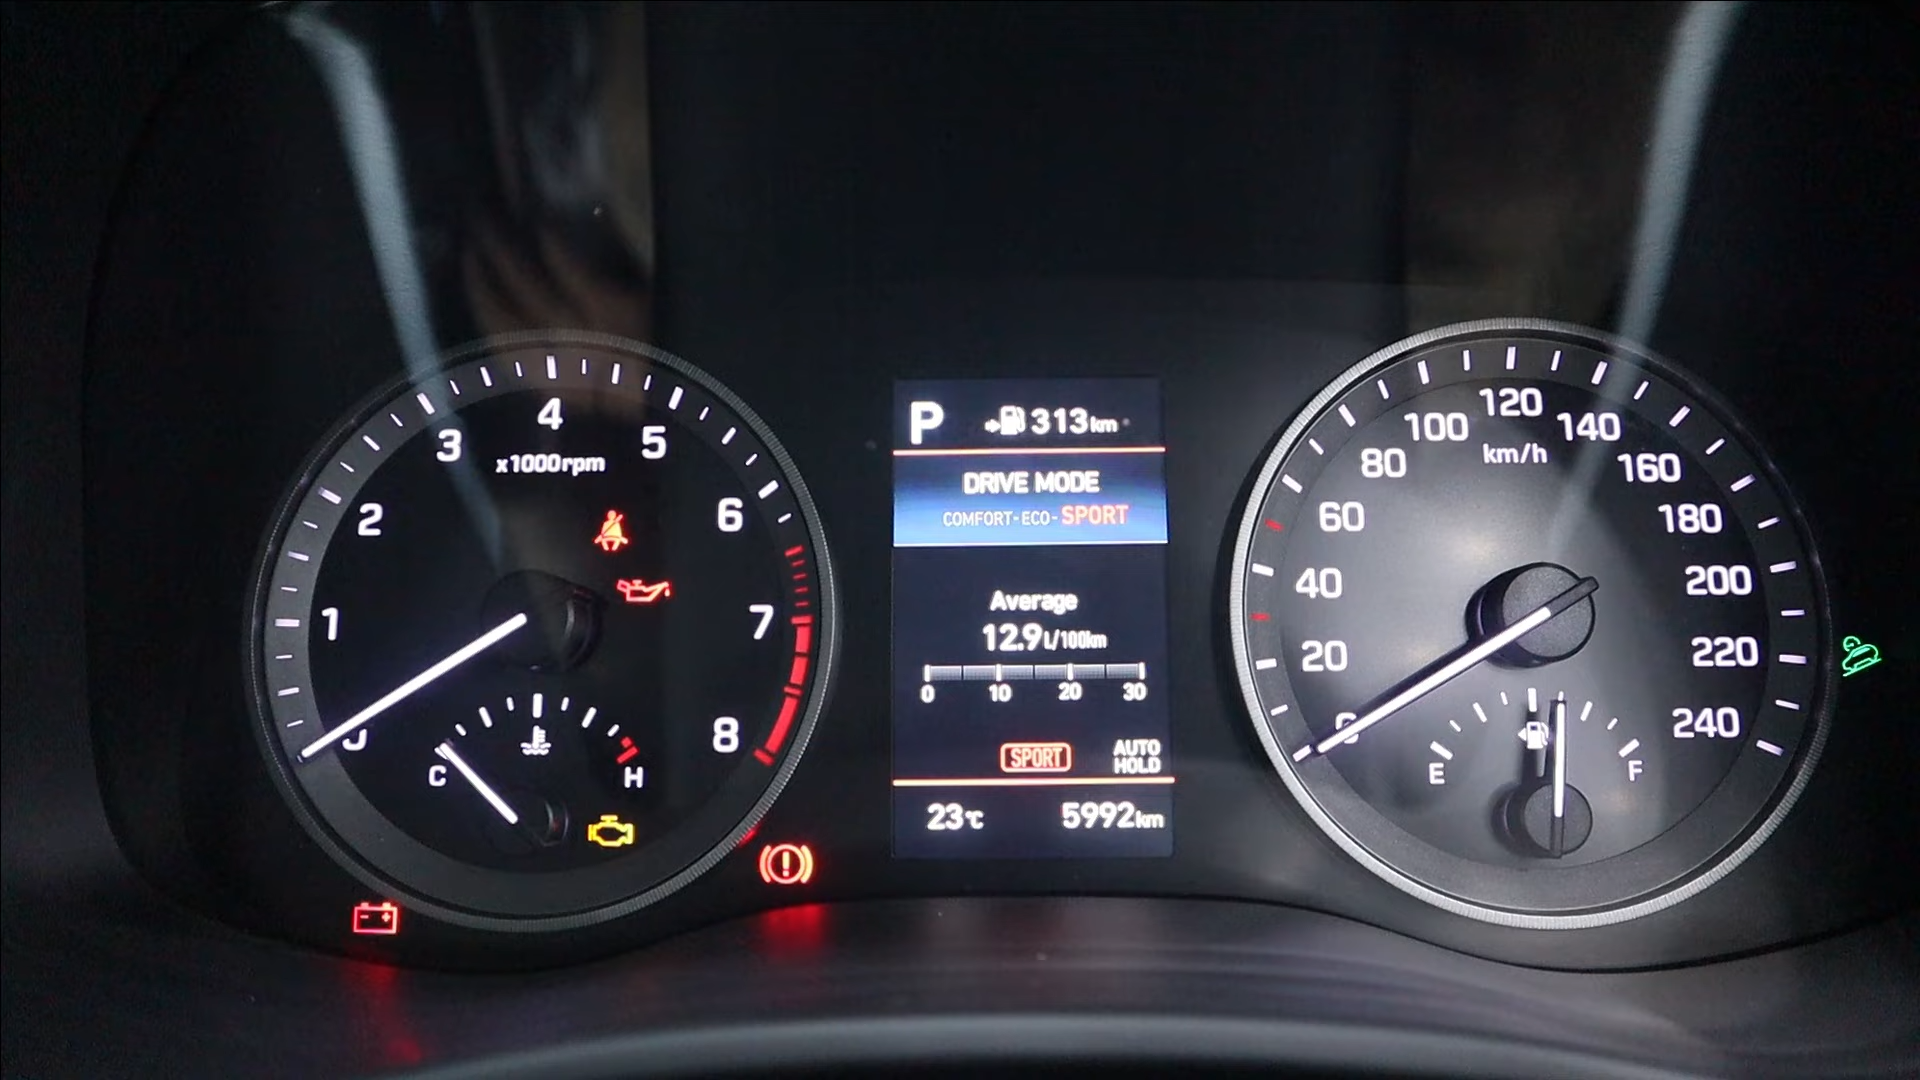 4
3
5
x1000rpm
2
6
1
7
8
C
H
P
313km
DRIVE MODE
COMFORT-ECO-SPORT
Average
12.9L/100km
0 10 20 30
SPORT
AUTO
HOLD
23℃ 5992km
120
100
140
km/h
80
160
60
180
40
200
20
220
0
240
E
F